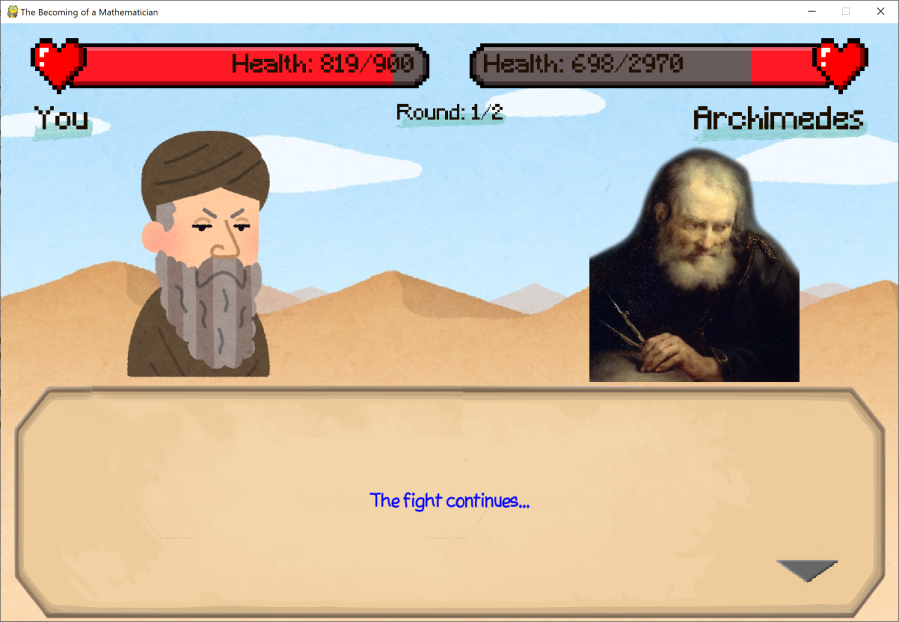 The Becoming of a Mathematician
Health: 819/900
Health: 698/2970
You
Round: 1/2
Archimedes
The fight continues...